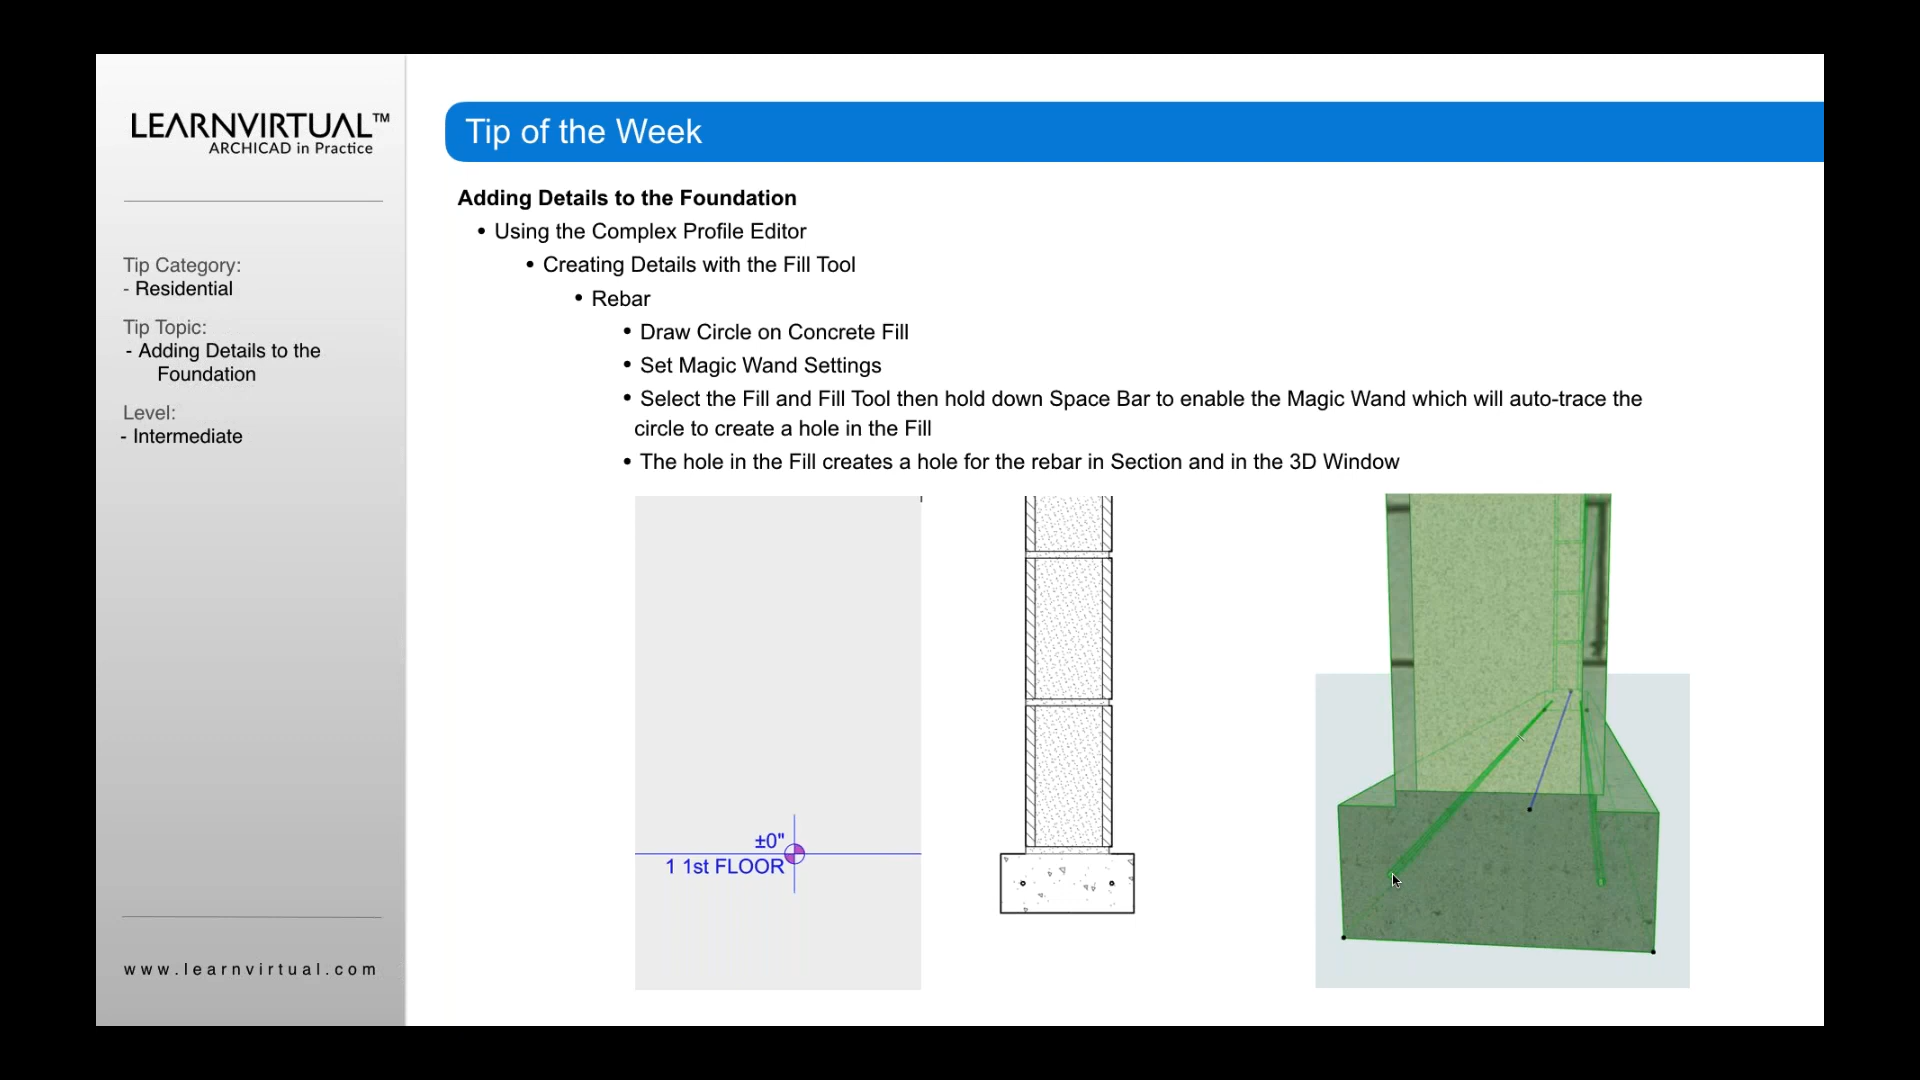 LEARNVIRTUAL™
ARCHICAD in Practice
Tip Category:
- Residential
Tip Topic:
- Adding Details to the
Foundation
Level:
- Intermediate
www.learnvirtual.com
Tip of the Week
Adding Details to the Foundation
• Using the Complex Profile Editor
• Creating Details with the Fill Tool
• Rebar
• Draw Circle on Concrete Fill
• Set Magic Wand Settings
• Select the Fill and Fill Tool then hold down Space Bar to enable the Magic Wand which will auto-trace the
circle to create a hole in the Fill
• The hole in the Fill creates a hole for the rebar in Section and in the 3D Window
±0"
1 1st FLOOR